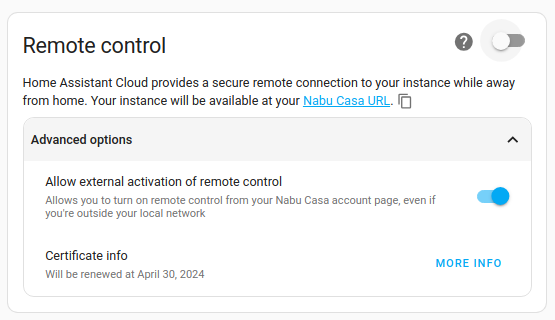 Remote control
Home Assistant Cloud provides a secure remote connection to your instance while away
from home. Your instance will be available at your Nabu Casa URL.
Advanced options
Allow external activation of remote control
Allows you to turn on remote control from your Nabu Casa account page, even if
you're outside your local network
Certificate info
Will be renewed at April 30, 2024
MORE INFO